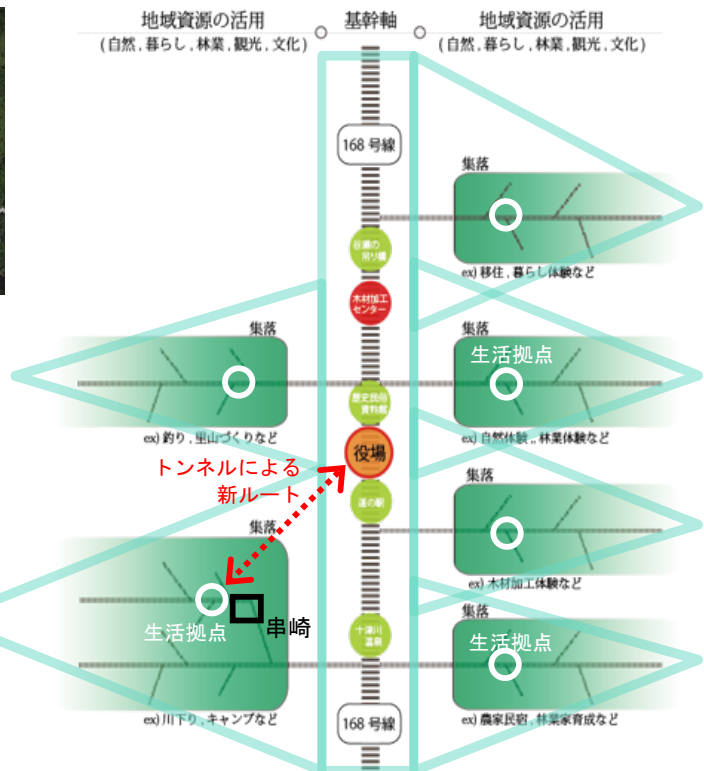 地域資源の活用
(自然,暮らし,林業,観光,文化)
基幹軸
地域資源の活用
(自然,暮らし,林業,観光,文化)
168号線
集落
谷瀬の
吊り橋
ex) 移住,暮らし体験など
木材加工
センター
集落
集落
生活拠点
歴史民俗
資料館
ex) 釣り,里山づくりなど
ex) 自然体験,,林業体験など
役場
トンネルによる
新ルート
集落
道の駅
集落
ex) 木材加工体験など
集落
串崎
生活拠点
十津川
温泉
生活拠点
ex) 川下り,キャンプなど
168号線
ex) 農家民宿,林業家育成など